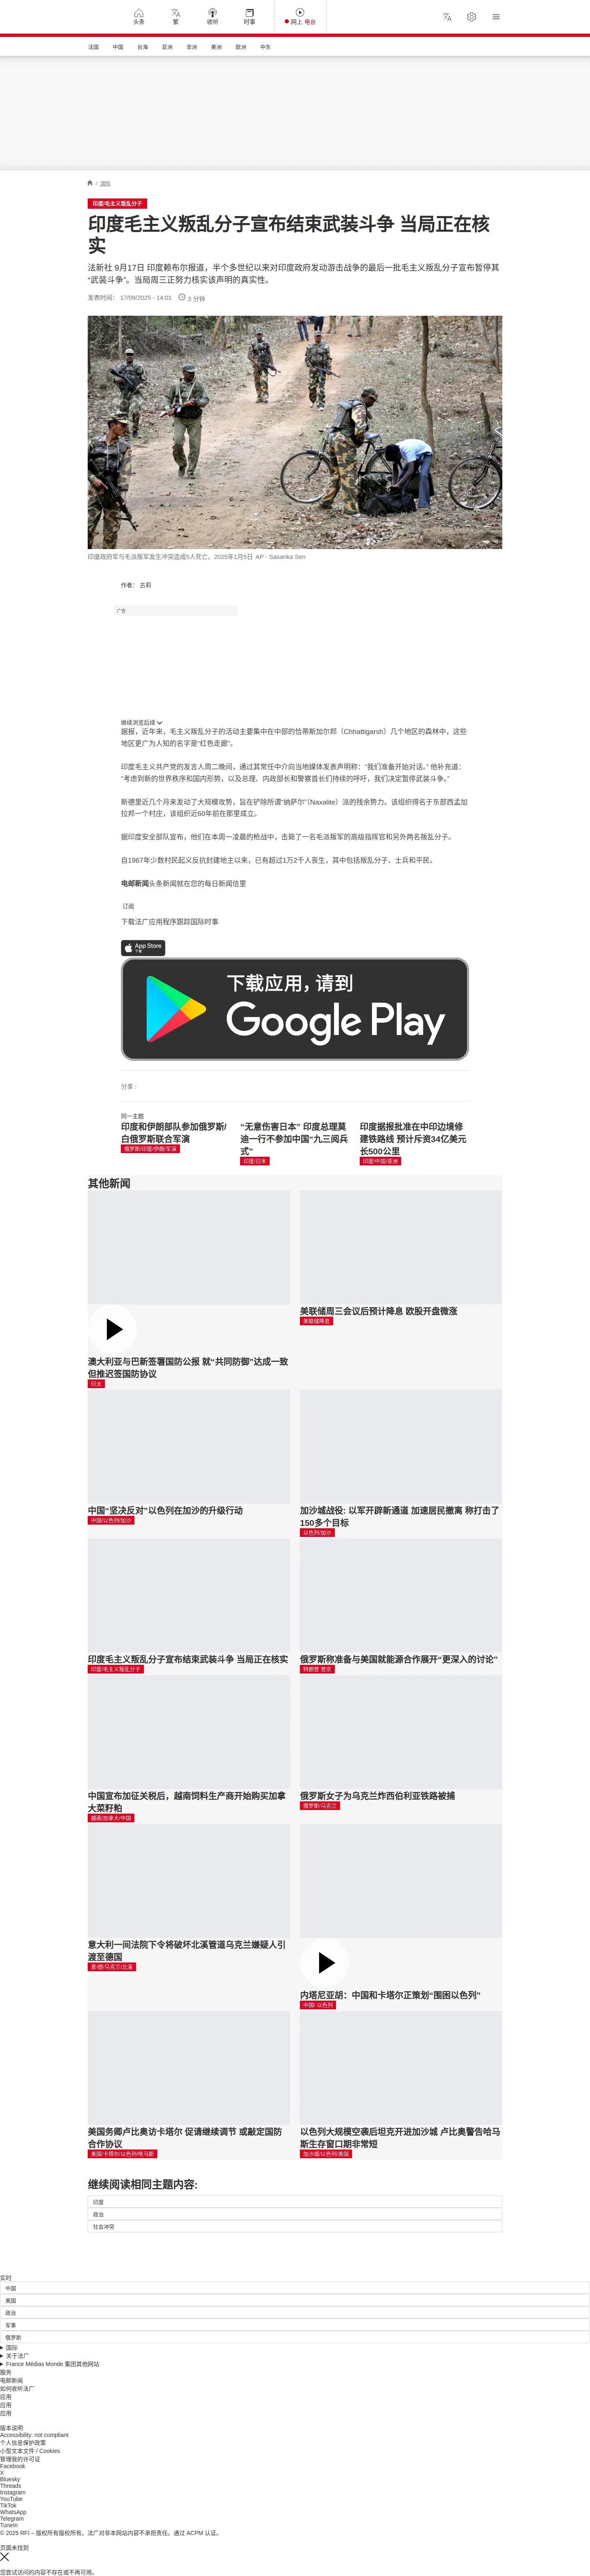 头条
繁
收听
时事
网上 电台
法国
中国
台海
亚洲
非洲
美洲
欧洲
中东
/ 国际
印度/毛主义叛乱分子
印度毛主义叛乱分子宣布结束武装斗争 当局正在核
实
法新社 9月17日 印度赖布尔报道，半个多世纪以来对印度政府发动游击战争的最后一批毛主义叛乱分子宣布暂停其
“武装斗争”。当局周三正努力核实该声明的真实性。
发表时间： 17/09/2025 - 14:01
3 分钟
印度政府军与毛派叛军发生冲突造成5人死亡。2025年1月5日 AP - Sasanka Sen
作者： 古莉
广告
继续浏览后续
据报，近年来，毛主义叛乱分子的活动主要集中在中部的恰蒂斯加尔邦（Chhattigarsh）几个地区的森林中，这些
地区更广为人知的名字是“红色走廊”。
印度毛主义共产党的发言人周二晚间，通过其常任中介向当地媒体发表声明称：“我们准备开始对话。” 他补充道：
“考虑到新的世界秩序和国内形势，以及总理、内政部长和警察首长们持续的呼吁，我们决定暂停武装斗争。”
新德里近几个月来发动了大规模攻势，旨在铲除所谓“纳萨尔”（Naxalite）派的残余势力。该组织得名于东部西孟加
拉邦一个村庄，该组织近60年前在那里成立。
据印度安全部队宣布，他们在本周一凌晨的枪战中，击毙了一名毛派叛军的高级指挥官和另外两名叛乱分子。
自1967年少数村民起义反抗封建地主以来，已有超过1万2千人丧生，其中包括叛乱分子、士兵和平民。
电邮新闻头条新闻就在您的每日新闻信里
订阅
下载法广应用程序跟踪国际时事
App Store
下载
下载应用，请到
Google Play
分享 :
同一主题
印度和伊朗部队参加俄罗斯/
白俄罗斯联合军演
俄罗斯/印度/伊朗/军演
“无意伤害日本” 印度总理莫
迪一行不参加中国“九三阅兵
式”
印度/日本
印度据报批准在中印边境修
建铁路线 预计斥资34亿美元
长500公里
印度/中国/亚洲
其他新闻
澳大利亚与巴新签署国防公报 就“共同防御”达成一致
但推迟签国防协议
印太
美联储周三会议后预计降息 欧股开盘微涨
美联储降息
中国“坚决反对”以色列在加沙的升级行动
中国/以色列/加沙
加沙城战役: 以军开辟新通道 加速居民撤离 称打击了
150多个目标
以色列/加沙
印度毛主义叛乱分子宣布结束武装斗争 当局正在核实
印度/毛主义叛乱分子
俄罗斯称准备与美国就能源合作展开“更深入的讨论”
特朗普 普京
中国宣布加征关税后，越南饲料生产商开始购买加拿
大菜籽粕
越南/加拿大/中国
俄罗斯女子为乌克兰炸西伯利亚铁路被捕
俄罗斯/乌克兰
意大利一间法院下令将破坏北溪管道乌克兰嫌疑人引
渡至德国
意/德/乌克兰/北溪
内塔尼亚胡：中国和卡塔尔正策划“围困以色列”
中国/ 以色列
美国务卿卢比奥访卡塔尔 促请继续调节 或敲定国防
合作协议
美国/卡塔尔/以色列/哈马斯
以色列大规模空袭后坦克开进加沙城 卢比奥警告哈马
斯生存窗口期非常短
加沙城/以色列/美国
继续阅读相同主题内容:
印度
政治
社会冲突
实时
中国
美国
政治
军事
俄罗斯
国际
关于法广
France Médias Monde 集团其他网站
服务
电邮新闻
如何收听法广
应用
应用
应用
版本说明
Accessibility: not compliant
个人信息保护政策
小型文本文件 / Cookies
管理我的许可证
Facebook
X
Bluesky
Threads
Instagram
YouTube
TikTok
WhatsApp
Telegram
TuneIn
© 2025 RFI – 版权所有版权所有。法广对非本网站内容不承担责任。通过 ACPM 认证。
页面未找到
您尝试访问的内容不存在或不再可用。